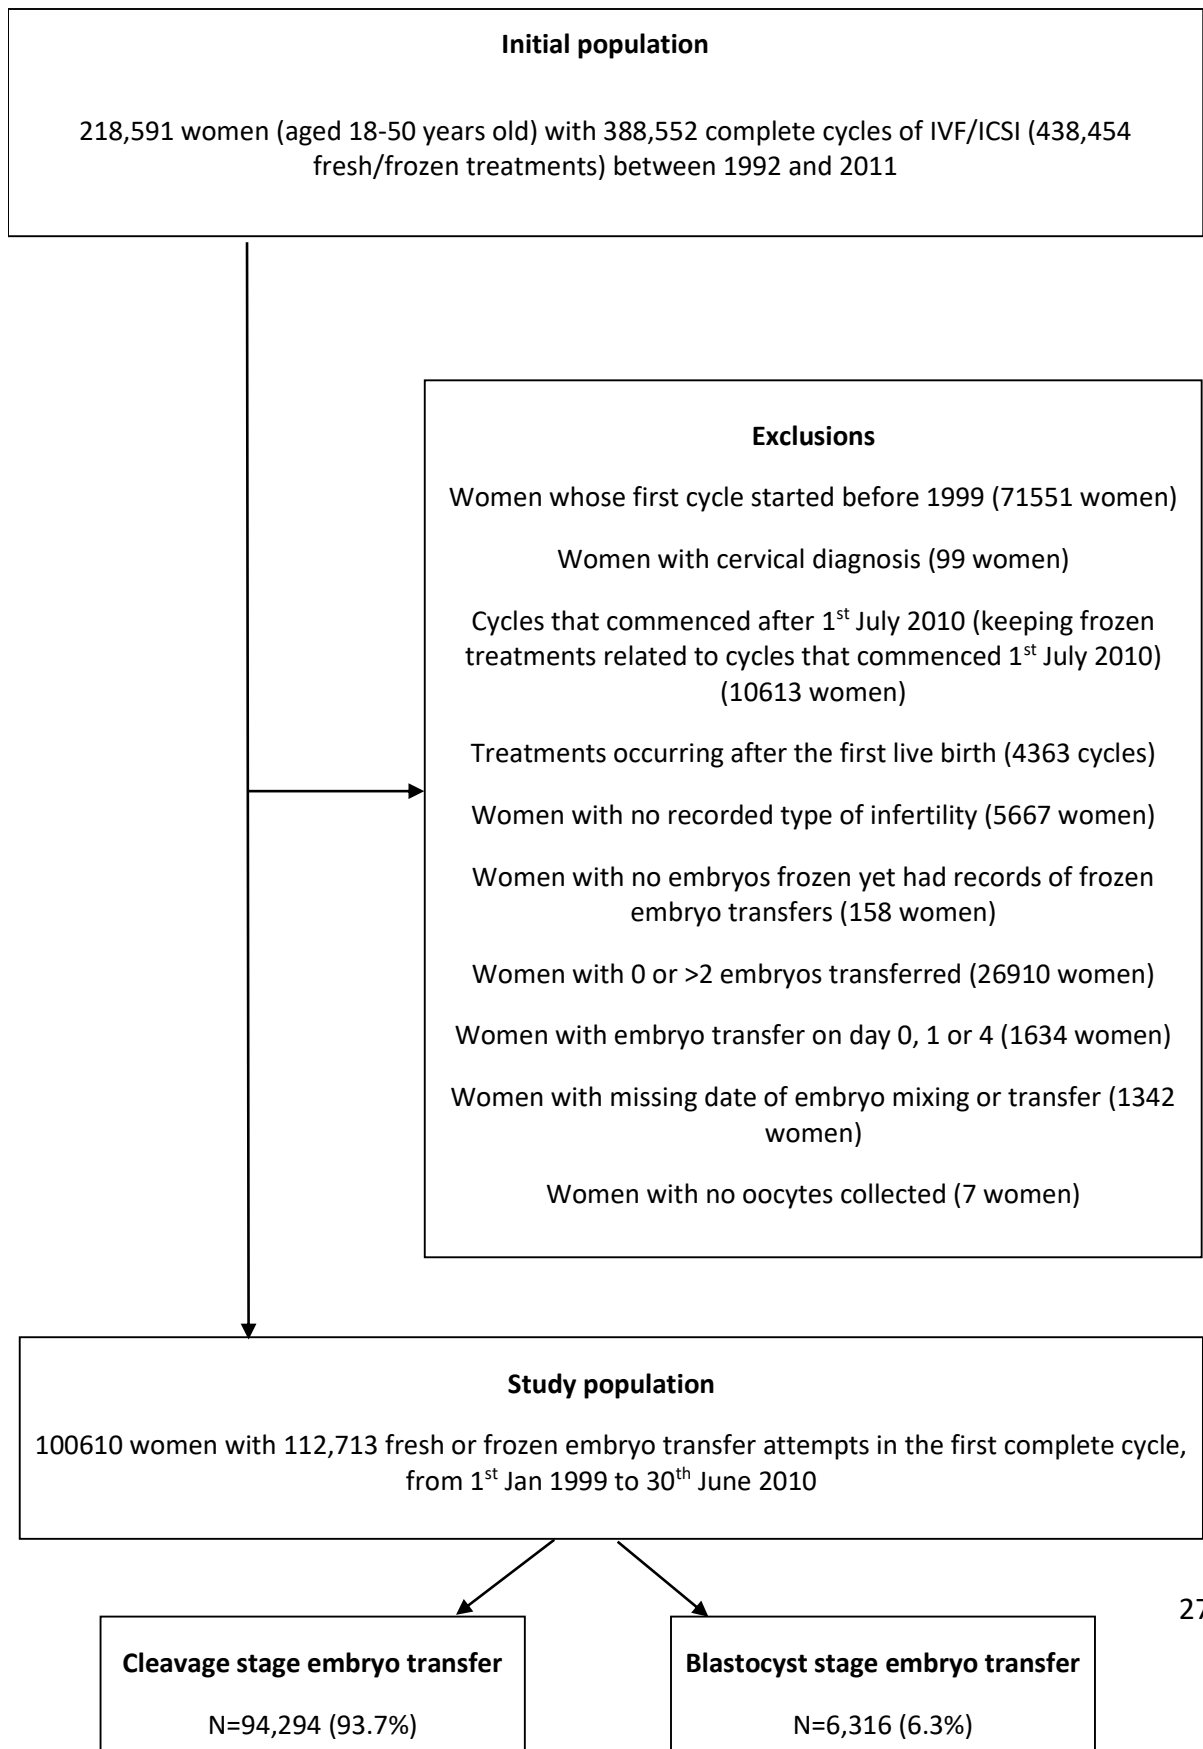 Initial population
218,591 women (aged 18-50 years old) with 388,552 complete cycles of IVF/ICSI (438,454
fresh/frozen treatments) between 1992 and 2011
Exclusions
Women whose first cycle started before 1999 (71551 women)
Women with cervical diagnosis (99 women)
Cycles that commenced after 1st July 2010 (keeping frozen
treatments related to cycles that commenced 1st July 2010)
(10613 women)
Treatments occurring after the first live birth (4363 cycles)
Women with no recorded type of infertility (5667 women)
Women with no embryos frozen yet had records of frozen
embryo transfers (158 women)
Women with 0 or >2 embryos transferred (26910 women)
Women with embryo transfer on day 0, 1 or 4 (1634 women)
Women with missing date of embryo mixing or transfer (1342
women)
Women with no oocytes collected (7 women)
Study population
100610 women with 112,713 fresh or frozen embryo transfer attempts in the first complete cycle,
from 1st Jan 1999 to 30th June 2010
27
Cleavage stage embryo transfer
N=94,294 (93.7%)
Blastocyst stage embryo transfer
N=6,316 (6.3%)